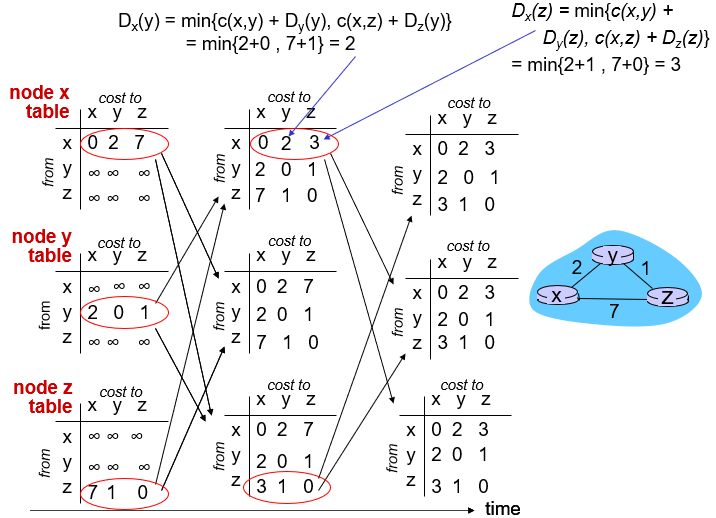 Dx(y) = min{c(x,y) + Dy(y), c(x,z) + Dz(y)}
= min{2+0 , 7+1} = 2
Dx(z) = min{c(x,y) +
Dy(z), c(x,z) + Dz(z)}
= min{2+1 , 7+0} = 3
node x
table
cost to
x y z
from
x 0 2 7
y ∞ ∞ ∞
z ∞ ∞ ∞
cost to
x y z
from
x 0 2 3
y 2 0 1
z 7 1 0
cost to
x y z
from
x 0 2 3
y 2 0 1
z 3 1 0
node y
table
cost to
x y z
from
x ∞ ∞ ∞
y 2 0 1
z ∞ ∞ ∞
cost to
x y z
from
x 0 2 7
y 2 0 1
z 7 1 0
cost to
x y z
from
x 0 2 3
y 2 0 1
z 3 1 0
y
2 1
x z
7
node z
table
cost to
x y z
from
x ∞ ∞ ∞
y ∞ ∞ ∞
z 7 1 0
cost to
x y z
from
x 0 2 7
y 2 0 1
z 3 1 0
cost to
x y z
from
x 0 2 3
y 2 0 1
z 3 1 0
time